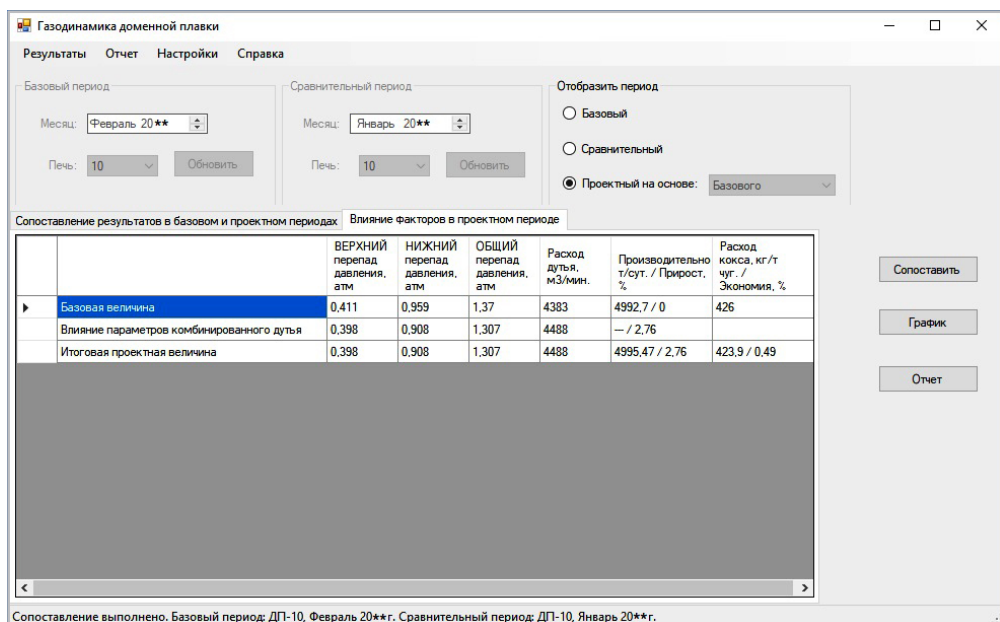 Газодинамика доменной плавки
Результаты Отчет Настройки Справка
Базовый период
Месяц: Февраль 20**
Печь: 10 Обновить
Сравнительный период
Месяц: Январь 20**
Печь: 10 Обновить
Отобразить период
Базовый
Сравнительный
Проектный на основе: Базового
Сопоставление результатов в базовом и проектном периодах Влияние факторов в проектном периоде
ВЕРХНИЙ перепад давления, атм НИЖНИЙ перепад давления, атм ОБЩИЙ перепад давления, атм Расход дутья, м3/мин. Производительно т/сут. / Прирост, % Расход кокса, кг/т чуг. / Экономия, %
Базовая величина 0,411 0,959 1,37 4383 4992,7 / 0 426
Влияние параметров комбинированного дутья 0,398 0,908 1,307 4488 --- / 2,76
Итоговая проектная величина 0,398 0,908 1,307 4488 4995,47 / 2,76 423,9 / 0,49
Сопоставить
График
Отчет
Сопоставление выполнено. Базовый период: ДП-10, Февраль 20**г. Сравнительный период: ДП-10, Январь 20**г.